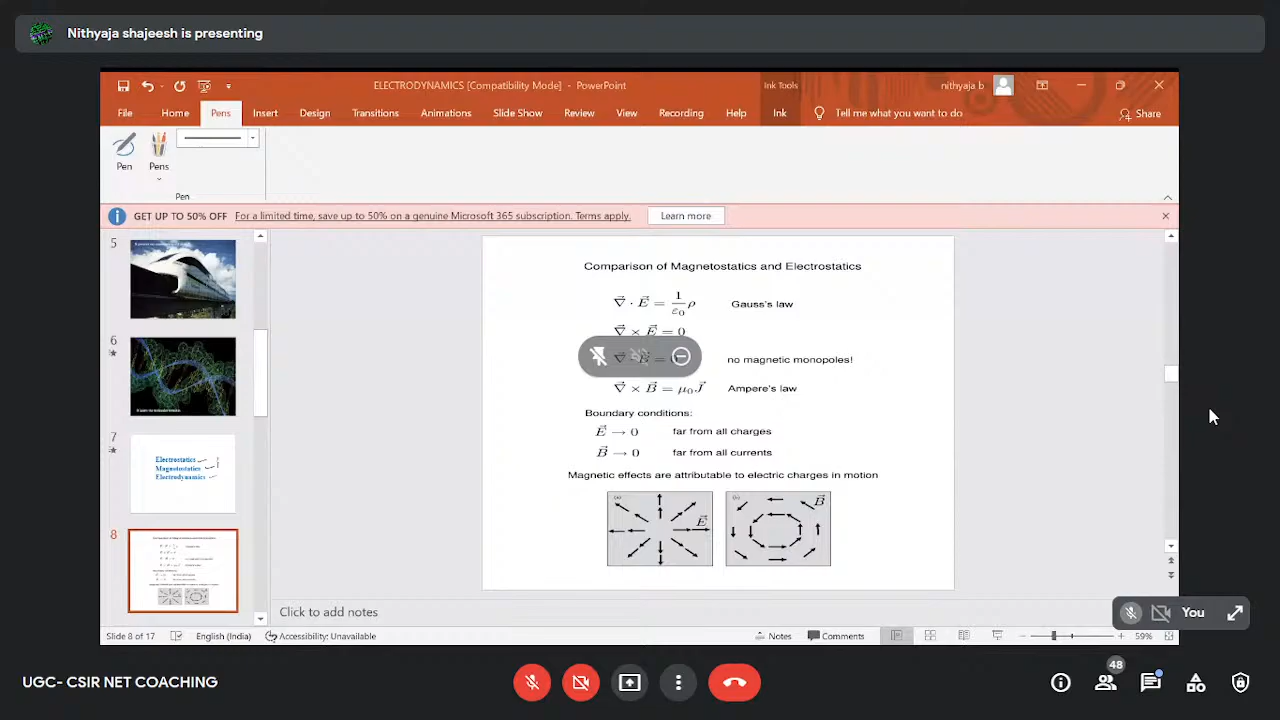 Nithyaja shajeesh is presenting
ELECTRODYNAMICS [Compatibility Mode] - PowerPoint
Ink Tools
nithyaja b
File Home Pens Insert Design Transitions Animations Slide Show Review View Recording Help Ink Tell me what you want to do Share
Pen Pens
Pen
GET UP TO 50% OFF For a limited time, save up to 50% on a genuine Microsoft 365 subscription. Terms apply. Learn more
5
6
7
Electrostatics
Magnetostatics
Electrodynamics
8
Comparison of Magnetostatics and Electrostatics
∇⃗ · E⃗ = 1/ε₀ ρ Gauss's law
∇⃗ × E⃗ = 0
no magnetic monopoles!
∇⃗ × B⃗ = μ₀ J⃗ Ampere's law
Boundary conditions:
E⃗ → 0 far from all charges
B⃗ → 0 far from all currents
Magnetic effects are attributable to electric charges in motion
E⃗
B⃗
Click to add notes
Slide 8 of 17 English (India) Accessibility: Unavailable Notes Comments 59%
You
UGC- CSIR NET COACHING
48